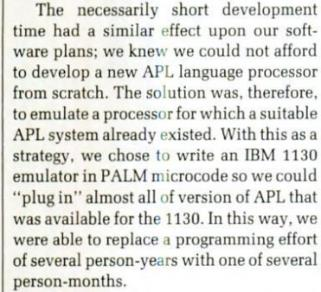 The necessarily short development
time had a similar effect upon our soft-
ware plans; we knew we could not afford
to develop a new APL language processor
from scratch. The solution was, therefore,
to emulate a processor for which a suitable
APL system already existed. With this as a
strategy, we chose to write an IBM 1130
emulator in PALM microcode so we could
"plug in" almost all of version of APL that
was available for the 1130. In this way, we
were able to replace a programming effort
of several person-years with one of several
person-months.